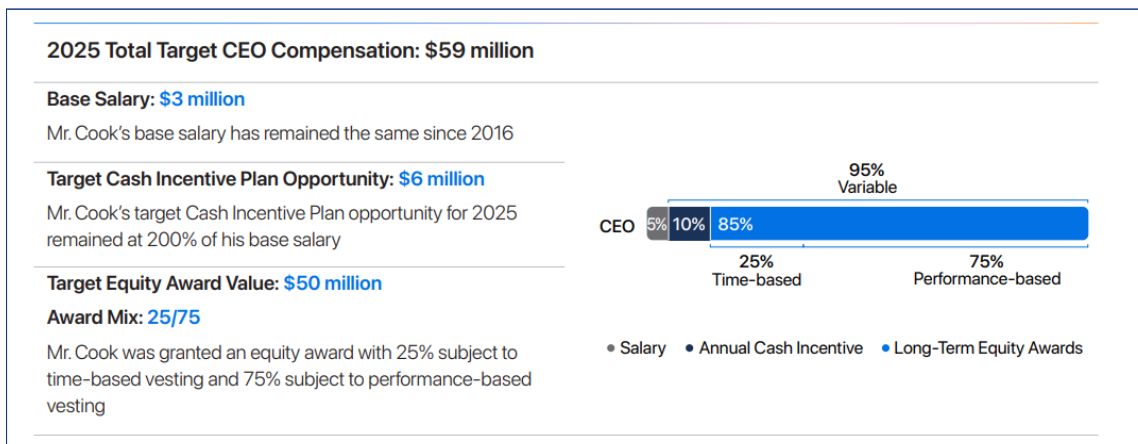 2025 Total Target CEO Compensation: $59 million
Base Salary: $3 million
Mr. Cook's base salary has remained the same since 2016
Target Cash Incentive Plan Opportunity: $6 million
Mr. Cook's target Cash Incentive Plan opportunity for 2025
remained at 200% of his base salary
Target Equity Award Value: $50 million
Award Mix: 25/75
Mr. Cook was granted an equity award with 25% subject to
time-based vesting and 75% subject to performance-based
vesting
95%
Variable
CEO 5% 10% 85%
25% 75%
Time-based Performance-based
Salary Annual Cash Incentive Long-Term Equity Awards